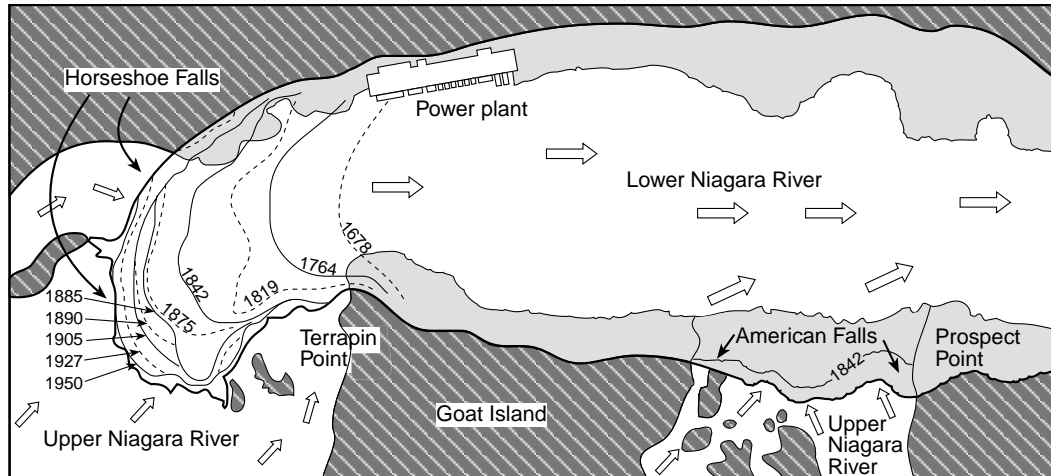 Horseshoe Falls
Power plant
Lower Niagara River
1678
1764
1842
1819
1875
1885
1890
1905
1927
1950
Terrapin
Point
American Falls
Prospect
Point
1842
Goat Island
Upper Niagara River
Upper
Niagara
River